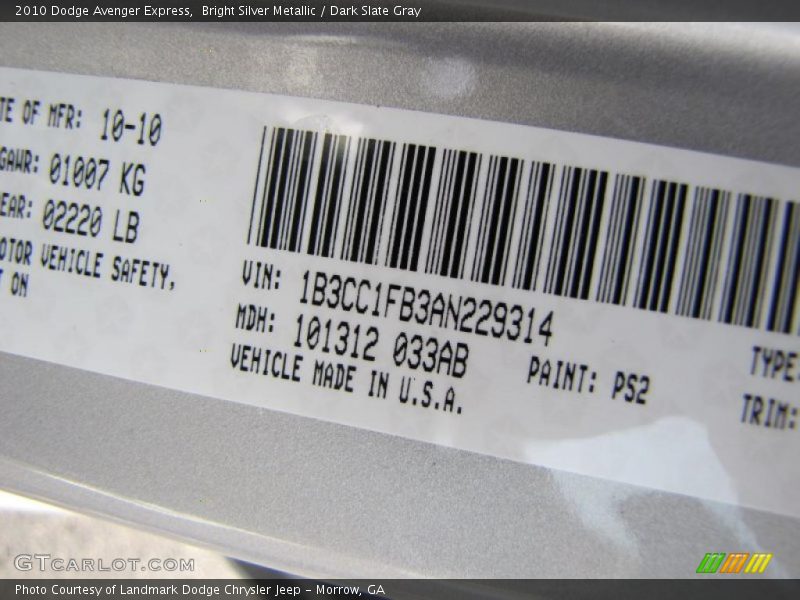 2010 Dodge Avenger Express, Bright Silver Metallic / Dark Slate Gray
TE OF MFR: 10-10
GAWR: 01007 KG
EAR: 02220 LB
OTOR VEHICLE SAFETY,
T ON
VIN: 1B3CC1FB3AN229314
MDH: 101312 033AB
PAINT: PS2
VEHICLE MADE IN U.S.A.
TYPE:
TRIM:
GTCARLOT.COM
Photo Courtesy of Landmark Dodge Chrysler Jeep - Morrow, GA